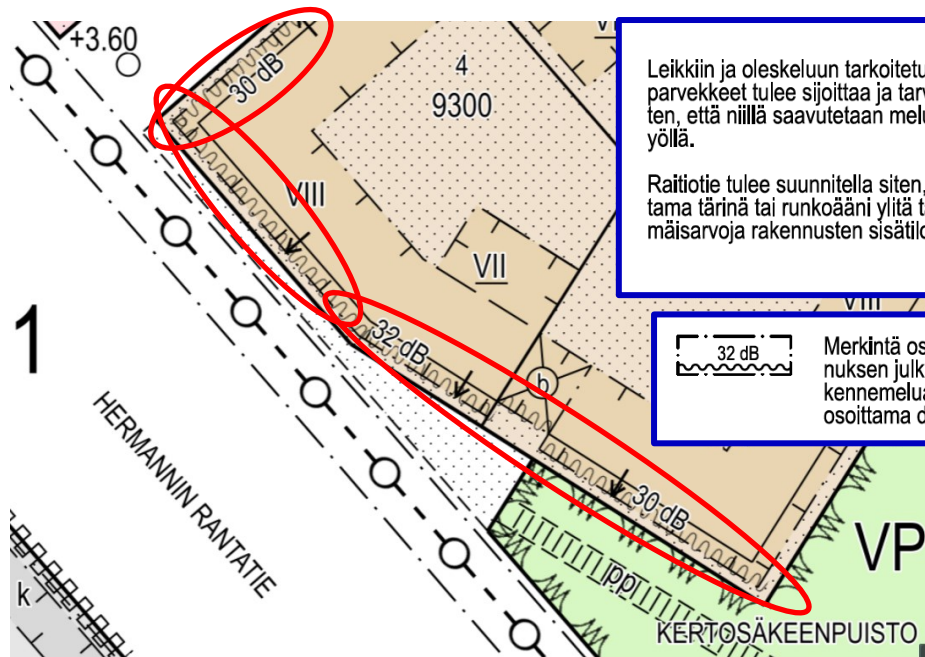 +3.60
30 dB
4
9300
VIII
VII
32 dB
b
30 dB
1
HERMANNIN RANTATIE
k
pp
VP
KERTOSÄKEENPUISTO
Leikkiin ja oleskeluun tarkoitetu
parvekkeet tulee sijoittaa ja tarv
ten, että niillä saavutetaan melu
yöllä.
Raitiotie tulee suunnitella siten,
tama tärinä tai runkoääni ylitä t
mäisarvoja rakennusten sisätilo
VIII
32 dB
Merkintä os
nuksen julk
kennemelua
osoittama d